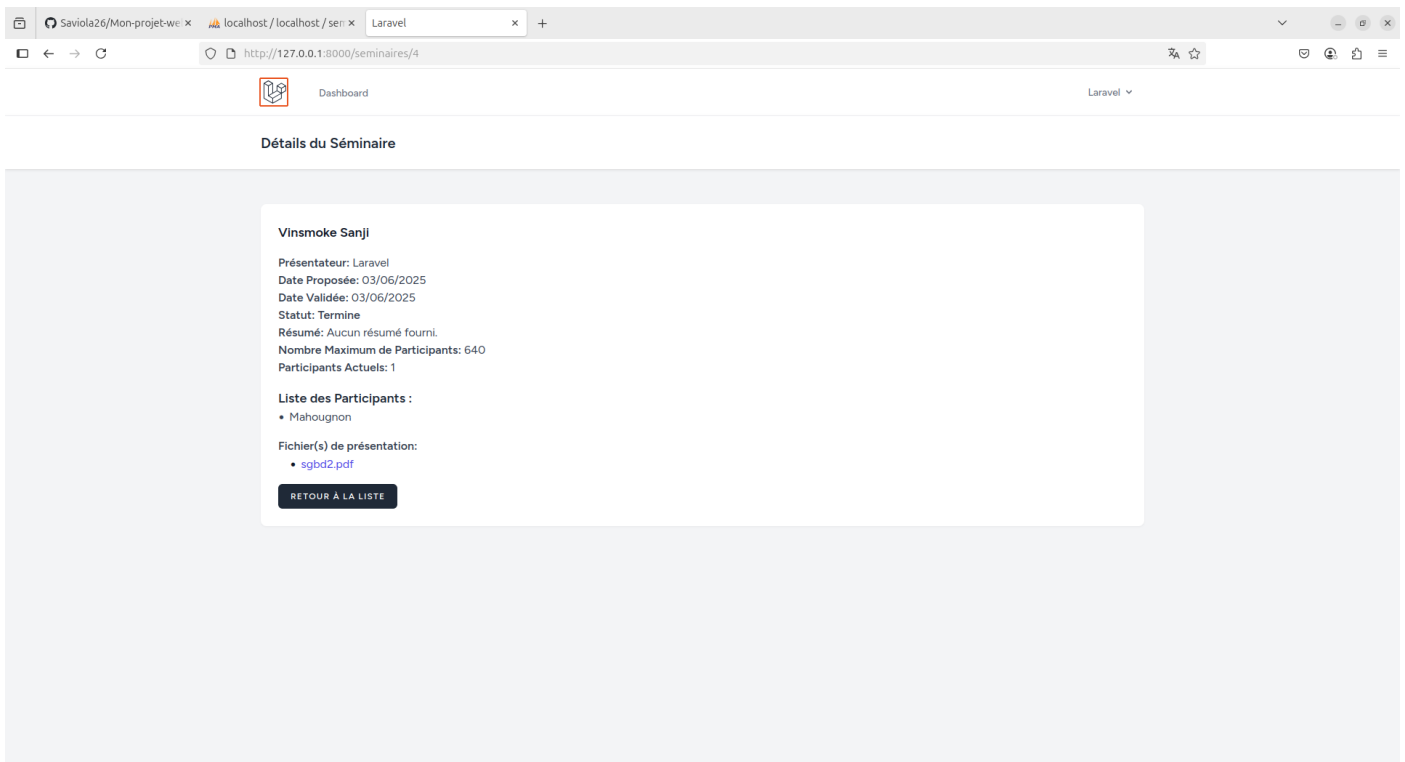 Saviola26/Mon-projet-we
localhost / localhost / sem
Laravel
http://127.0.0.1:8000/seminaires/4
Dashboard
Laravel
Détails du Séminaire
Vinsmoke Sanji
Présentateur: Laravel
Date Proposée: 03/06/2025
Date Validée: 03/06/2025
Statut: Termine
Résumé: Aucun résumé fourni.
Nombre Maximum de Participants: 640
Participants Actuels: 1
Liste des Participants :
• Mahougnon
Fichier(s) de présentation:
• sgbd2.pdf
RETOUR À LA LISTE